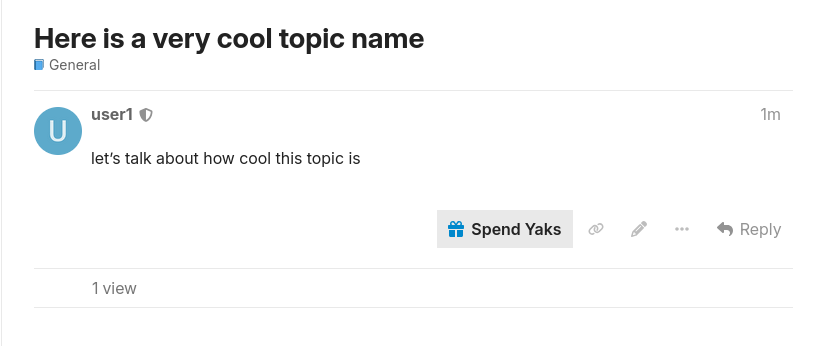 Here is a very cool topic name
General
user1 1m
U
let’s talk about how cool this topic is
Spend Yaks Reply
1 view